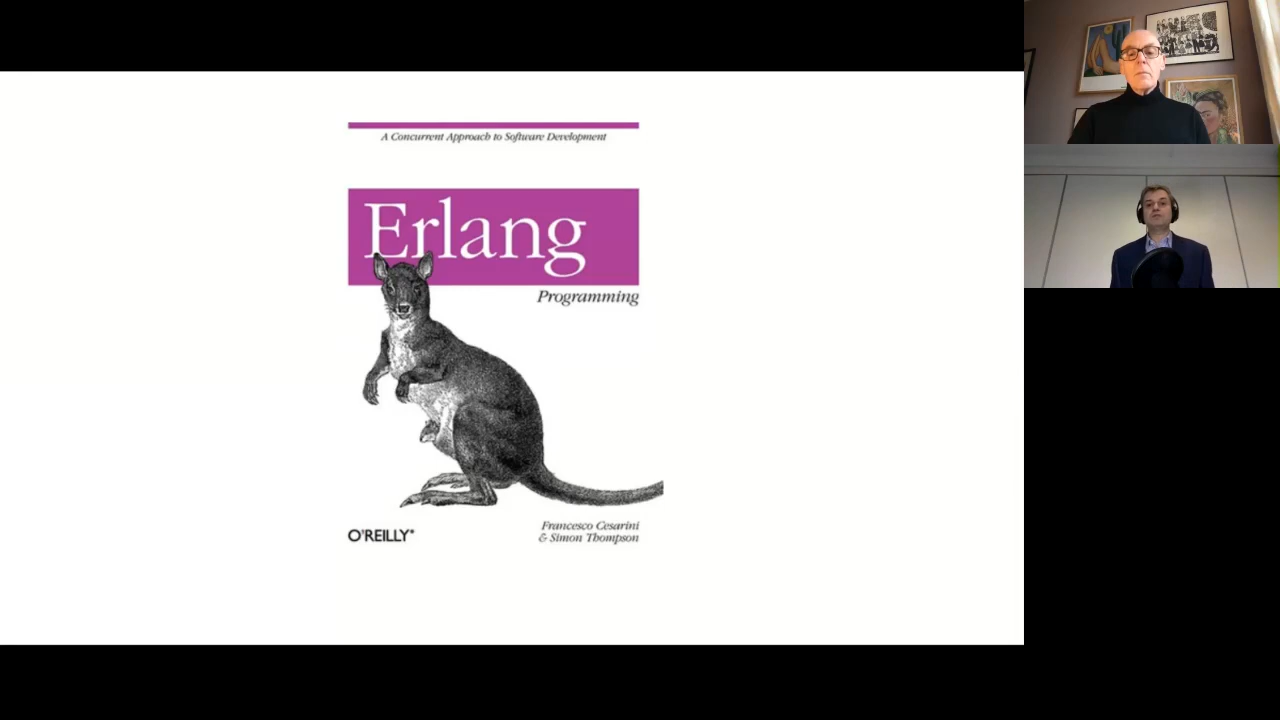 A Concurrent Approach to Software Development
Erlang
Programming
O'REILLY®
Francesco Cesarini
& Simon Thompson